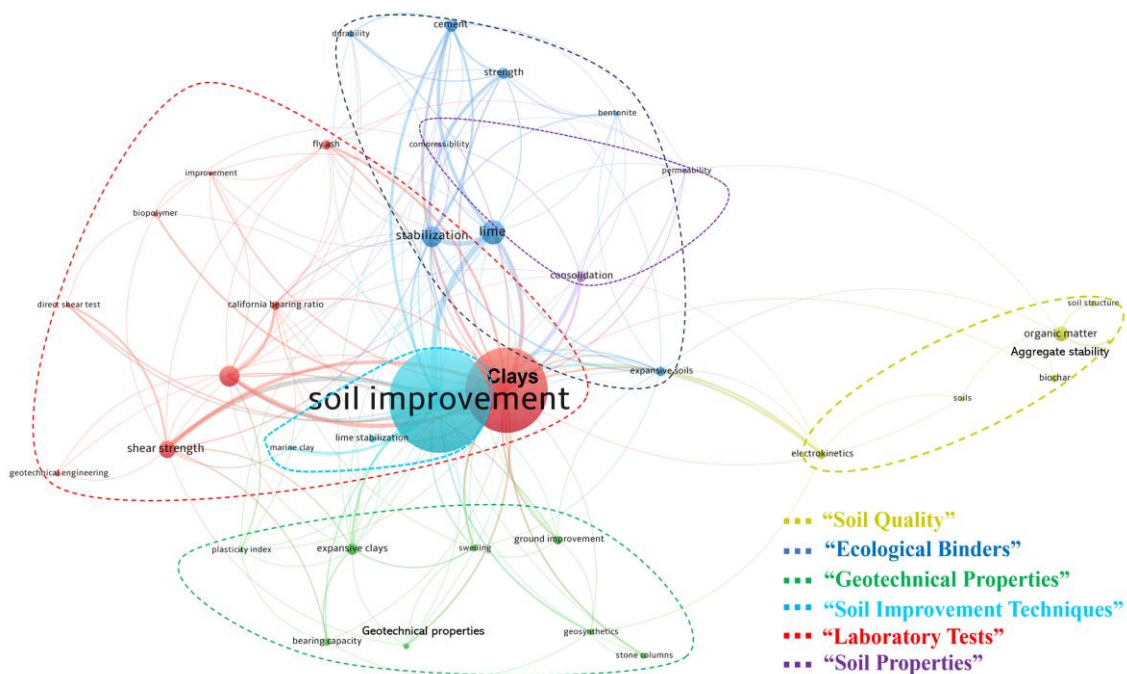 durability
cement
strength
bentonite
fly ash
compressibility
improvement
permeability
biopolymer
stabilization
lime
consolidation
direct shear test
california bearing ratio
soil structure
organic matter
Aggregate stability
expansive soils
Clays
biochar
soil improvement
soils
lime stabilization
marine clay
shear strength
electrokinetics
geotechnical engineering
plasticity index
expansive clays
swelling
ground improvement
bearing capacity
Geotechnical properties
geosynthetics
stone columns
“Soil Quality”
“Ecological Binders”
“Geotechnical Properties”
“Soil Improvement Techniques”
“Laboratory Tests”
“Soil Properties”